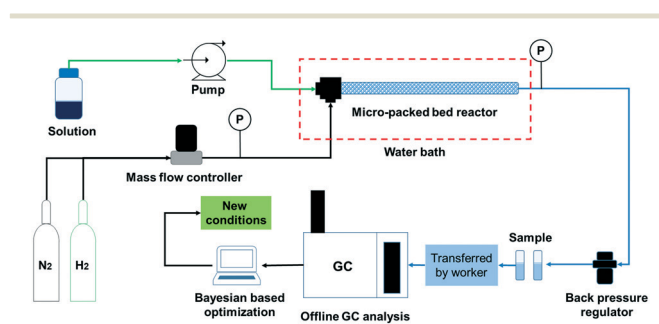 P
Pump
Solution
Micro-packed bed reactor
Water bath
P
Mass flow controller
New
conditions
N2
H2
GC
Transferred
by worker
Sample
Bayesian based
optimization
Offline GC analysis
Back pressure
regulator